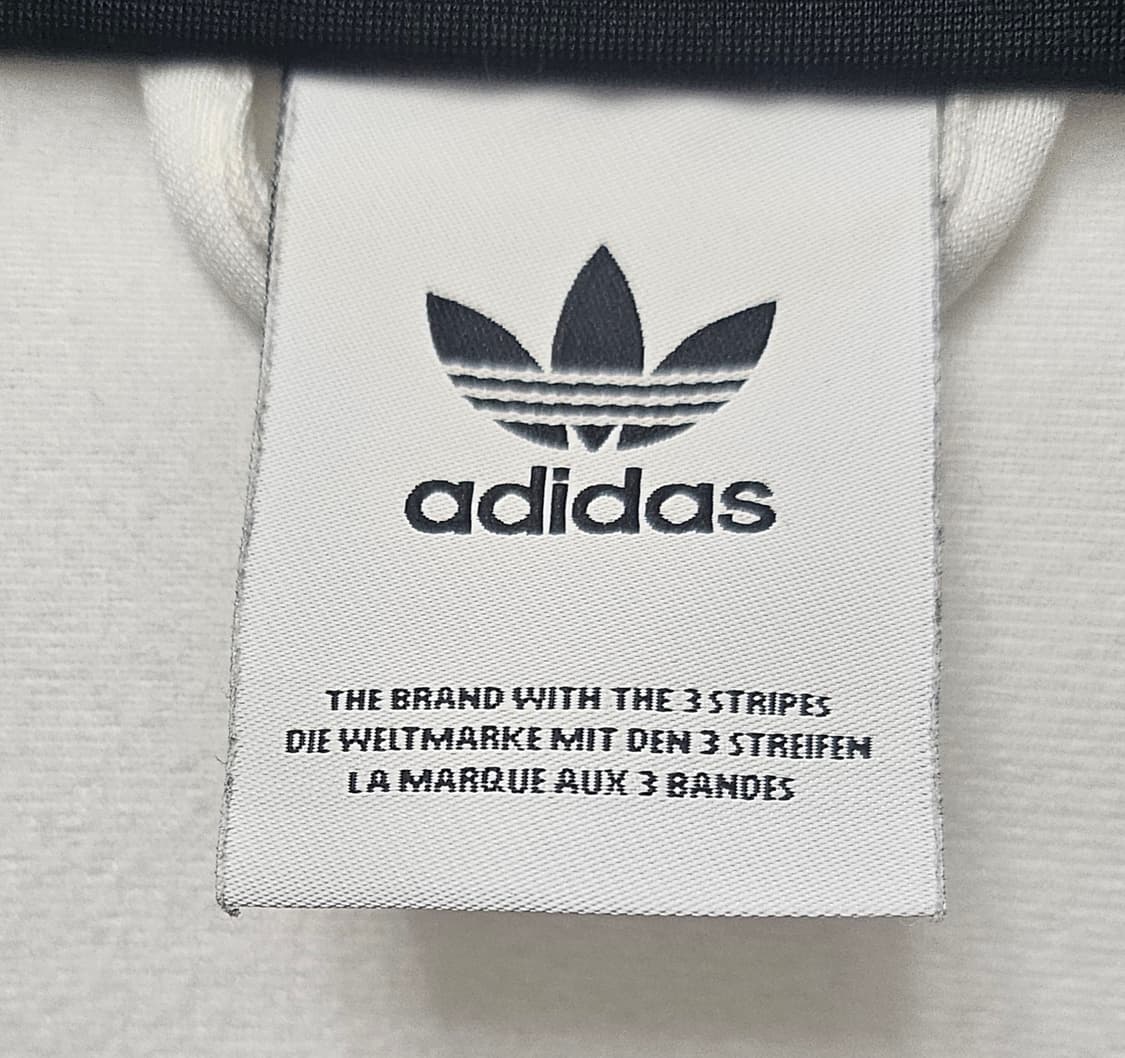 adidas
THE BRAND WITH THE 3 STRIPES
DIE WELTMARKE MIT DEN 3 STREIFEN
LA MARQUE AUX 3 BANDES